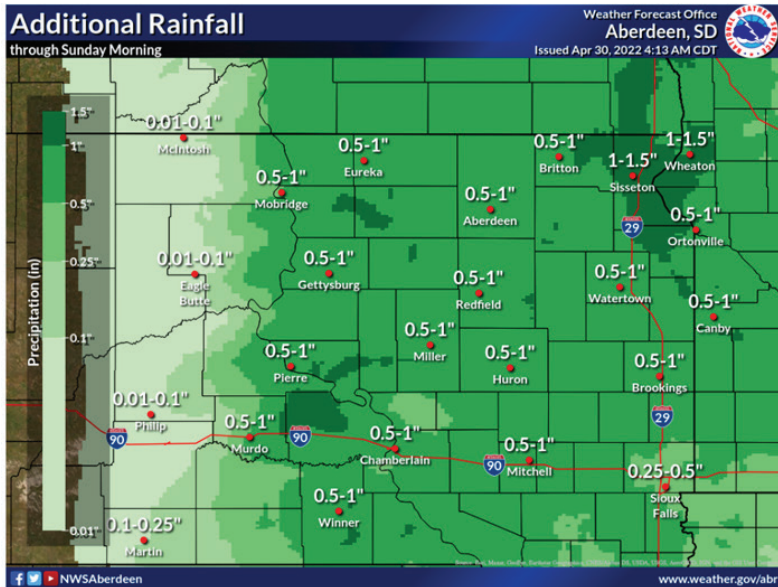 Additional Rainfall
through Sunday Morning
Weather Forecast Office
Aberdeen, SD
Issued Apr 30, 2022 4:13 AM CDT
1.5"
1"
0.5"
0.25"
0.1"
0.01"
Precipitation (in)
0.01-0.1"
McIntosh
0.5-1"
Eureka
0.5-1"
Britton
1-1.5"
Sisseton
1-1.5"
Wheaton
0.5-1"
Mobridge
0.5-1"
Aberdeen
29
0.5-1"
Ortonville
0.01-0.1"
Eagle
Butte
0.5-1"
Gettysburg
0.5-1"
Redfield
0.5-1"
Watertown
0.5-1"
Canby
0.5-1"
Pierre
0.5-1"
Miller
0.5-1"
Huron
0.5-1"
Brookings
0.01-0.1"
Philip
90
0.5-1"
Murdo
90
0.5-1"
Chamberlain
90
0.5-1"
Mitchell
29
0.25-0.5"
Sioux
Falls
0.1-0.25"
Martin
0.5-1"
Winner
NWSAberdeen
www.weather.gov/apr